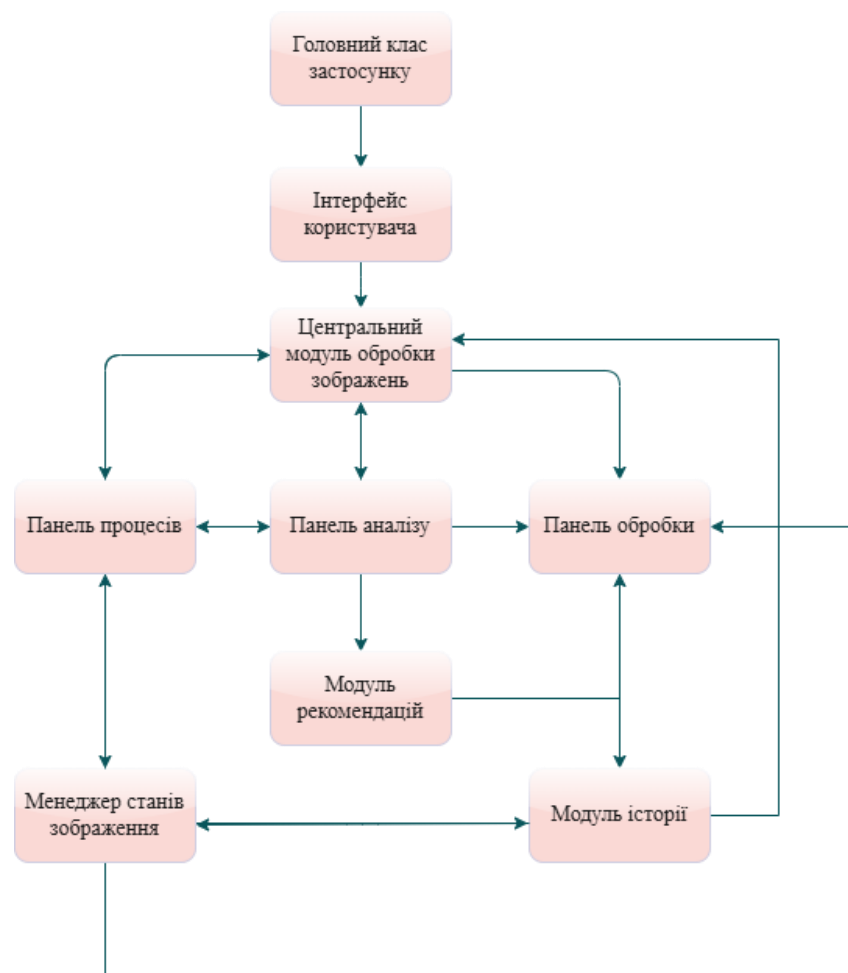 Головний клас
застосунку
Інтерфейс
користувача
Центральний
модуль обробки
зображень
Панель процесів
Панель аналізу
Панель обробки
Модуль
рекомендацій
Менеджер станів
зображення
Модуль історії